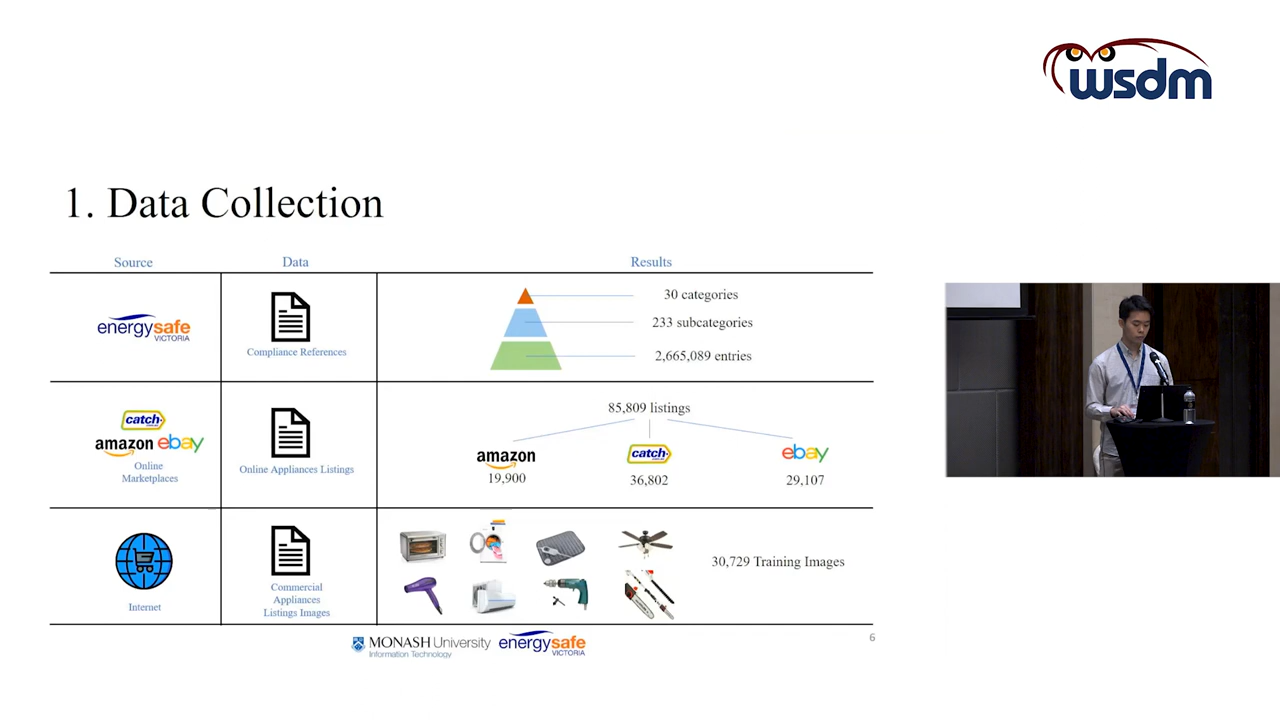 wsdm
1. Data Collection
Source
Data
Results
energysafe
VICTORIA
Compliance References
30 categories
233 subcategories
2,665,089 entries
catch
amazon ebay
Online
Marketplaces
Online Appliances Listings
85,809 listings
amazon
catch
ebay
19,900
36,802
29,107
Internet
Commercial
Appliances
Listings Images
30,729 Training Images
MONASH University
Information Technology
energysafe
VICTORIA
6